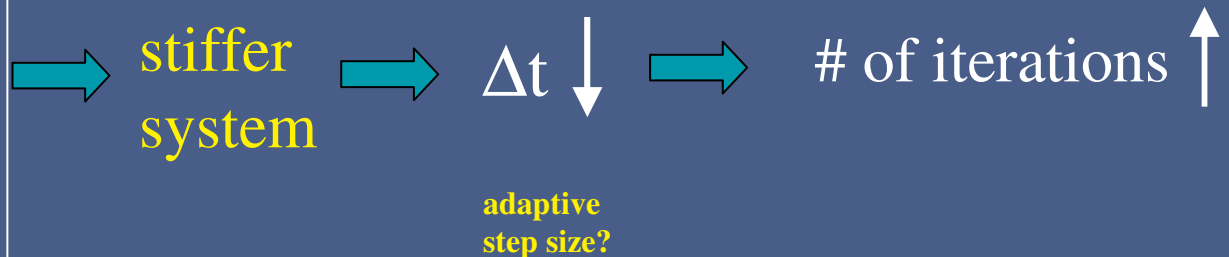 stiffer
system
Δt
# of iterations
adaptive
step size?